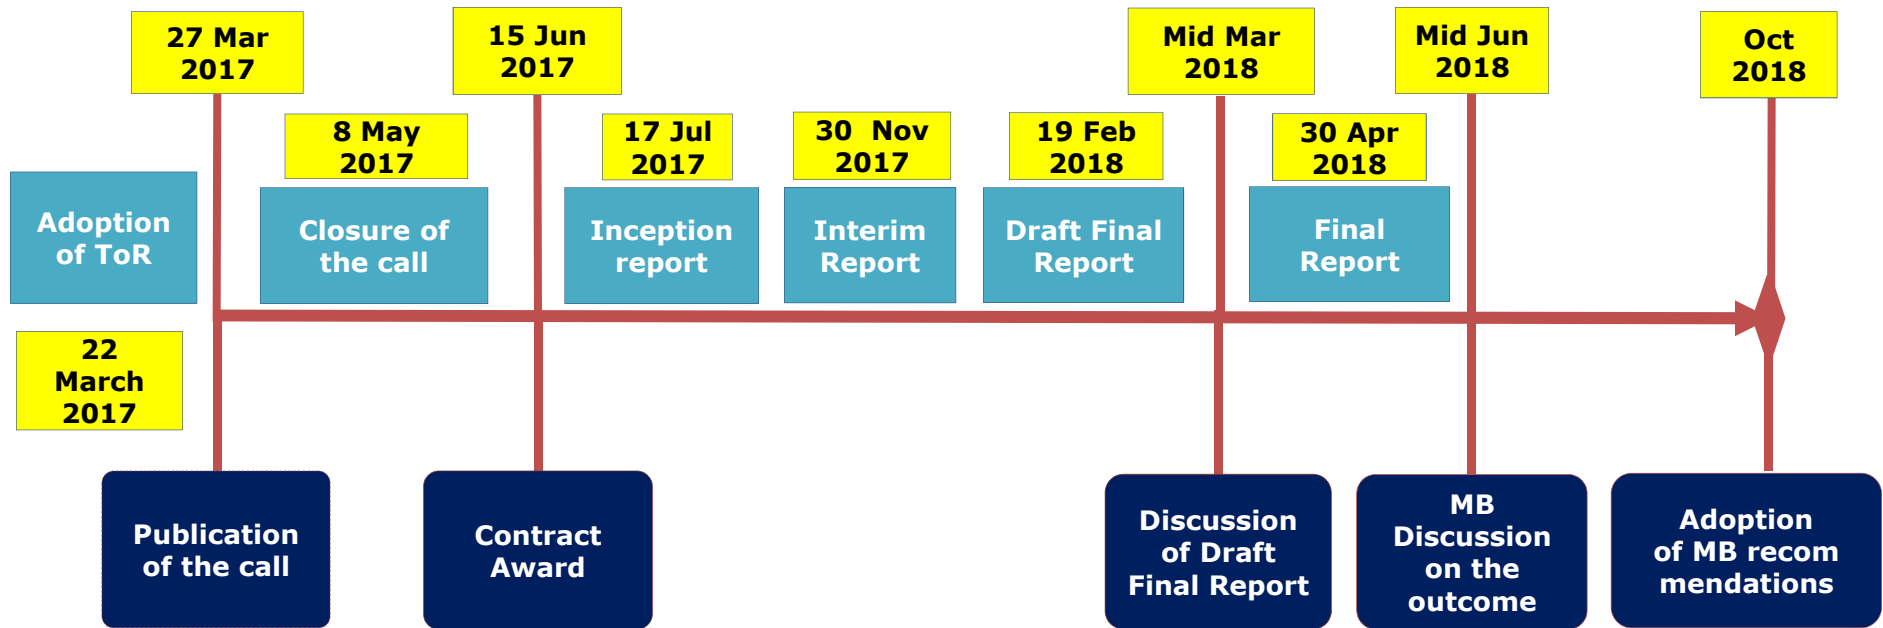 27 Mar
2017
15 Jun
2017
Mid Mar
2018
Mid Jun
2018
Oct
2018
8 May
2017
17 Jul
2017
30  Nov
2017
19 Feb
2018
30 Apr
2018
Adoption
of ToR
Closure of
the call
Inception
report
Interim
Report
Draft Final
Report
Final
Report
22
March
2017
Publication
of the call
Contract
Award
Discussion
of Draft
Final Report
MB
Discussion
on the
outcome
Adoption
of MB recom
mendations